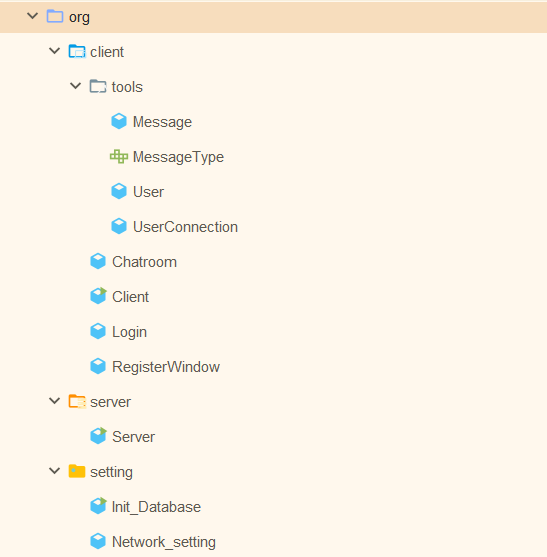 org
client
tools
Message
MessageType
User
UserConnection
Chatroom
Client
Login
RegisterWindow
server
Server
setting
Init_Database
Network_setting